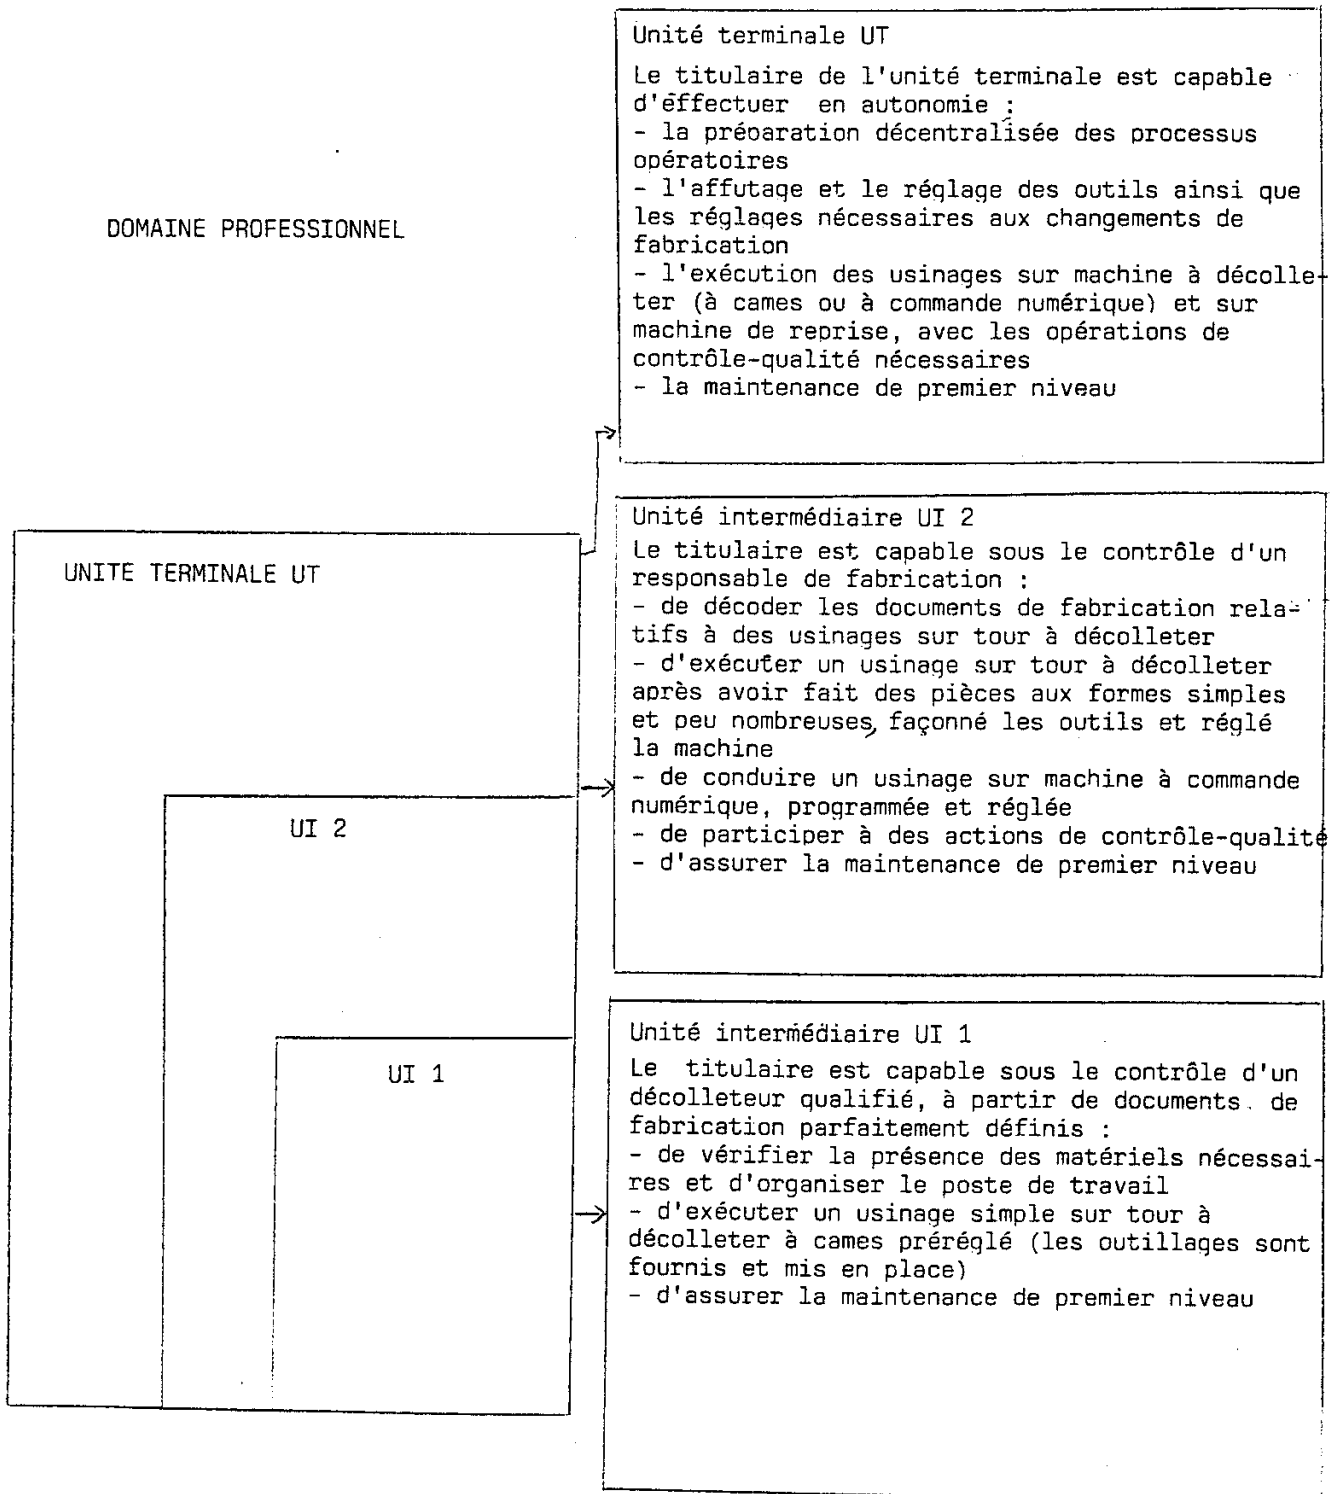 DOMAINE PROFESSIONNEL
Unité terminale UT
Le titulaire de l'unité terminale est capable
d'effectuer en autonomie :
- la préparation décentralisée des processus
opératoires
- l'affutage et le réglage des outils ainsi que
les réglages nécessaires aux changements de
fabrication
- l'exécution des usinages sur machine à décolle-
ter (à cames ou à commande numérique) et sur
machine de reprise, avec les opérations de
contrôle-qualité nécessaires
- la maintenance de premier niveau
UNITE TERMINALE UT
UI 2
UI 1
Unité intermédiaire UI 2
Le titulaire est capable sous le contrôle d'un
responsable de fabrication :
- de décoder les documents de fabrication rela-
tifs à des usinages sur tour à décolleter
- d'exécuter un usinage sur tour à décolleter
après avoir fait des pièces aux formes simples
et peu nombreuses, façonné les outils et réglé
la machine
- de conduire un usinage sur machine à commande
numérique, programmée et réglée
- de participer à des actions de contrôle-qualité
- d'assurer la maintenance de premier niveau
Unité intermédiaire UI 1
Le titulaire est capable sous le contrôle d'un
décolleteur qualifié, à partir de documents de
fabrication parfaitement définis :
- de vérifier la présence des matériels nécessai-
res et d'organiser le poste de travail
- d'exécuter un usinage simple sur tour à
décolleter à cames préréglé (les outillages sont
fournis et mis en place)
- d'assurer la maintenance de premier niveau